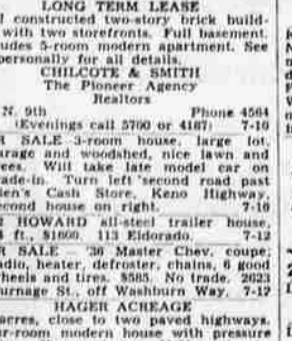 LONG TERM LEASE
constructed two-story brick build-
with two storefronts. Full basement.
udes 5-room modern apartment. See
personally for all details.
CHILCOTE & SMITH
The Pioneer Agency
Realtors
N. 9th Phone 4564
(Evenings call 5700 or 4187) 7-10
R SALE 3-room house, large lot,
arage and woodshed, nice lawn and
ees. Will take late model car on
ade-in. Turn left second road past
den's Cash Store, Keno Highway,
econd house on right. 7-16
HOWARD all-steel trailer house,
ft., $1600. 113 Eldorado. 7-12
R SALE — '36 Master Chev. coupe;
adio, heater, defroster, chains, 6 good
heels and tires. $585. No trade. 2623
urnage St., off Washburn Way. 7-12
HAGER ACREAGE
acres, close to two paved highways.
ur-room modern house with pressure